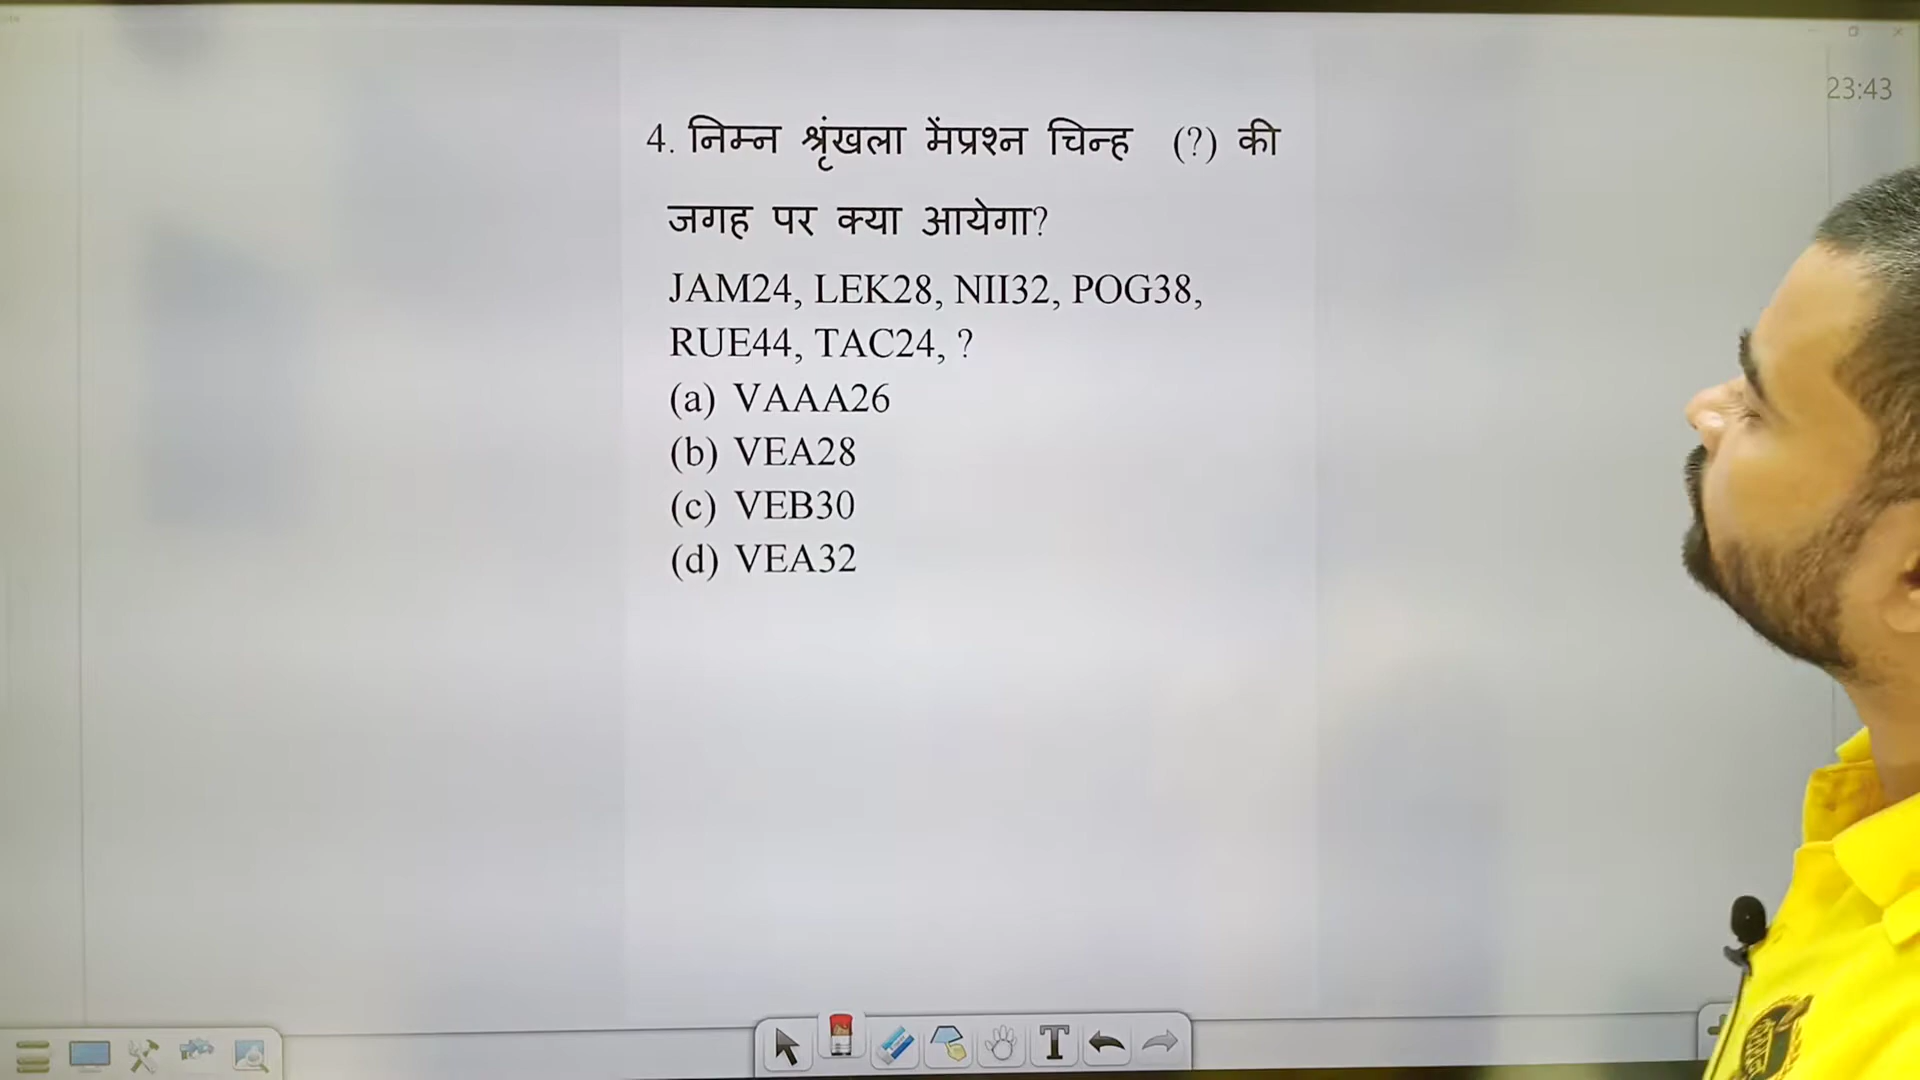 23:43
4. निम्न श्रृंखला मेंप्रश्न चिन्ह (?) की
जगह पर क्या आयेगा?
JAM24, LEK28, NII32, POG38,
RUE44, TAC24, ?
(a) VAAA26
(b) VEA28
(c) VEB30
(d) VEA32
T